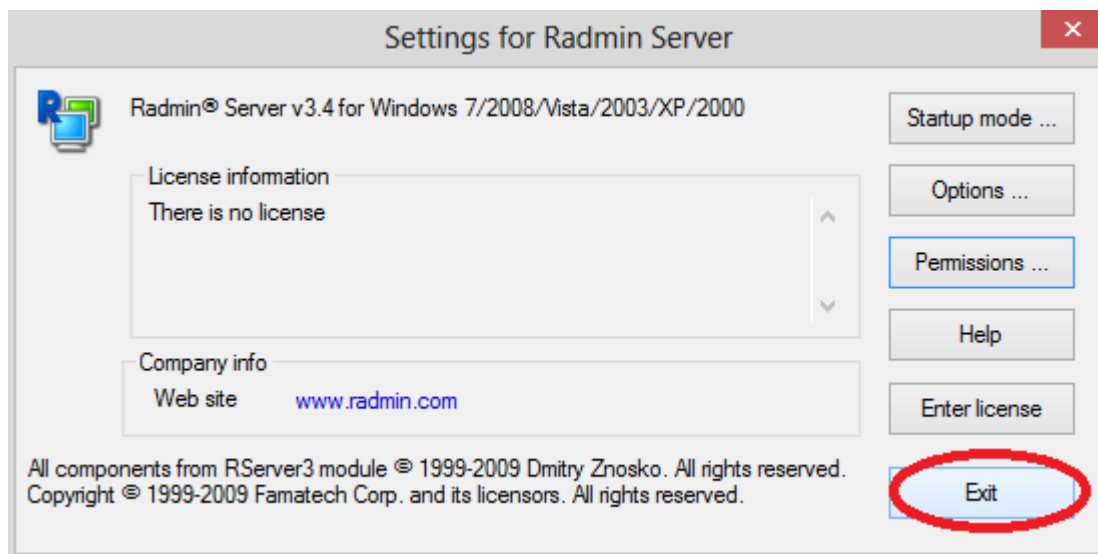 Settings for Radmin Server
×
R
Radmin® Server v3.4 for Windows 7/2008/Vista/2003/XP/2000
License information
There is no license
Company info
Web site www.radmin.com
All components from RServer3 module © 1999-2009 Dmitry Znosko. All rights reserved.
Copyright © 1999-2009 Famatech Corp. and its licensors. All rights reserved.
Startup mode ...
Options ...
Permissions ...
Help
Enter license
Exit